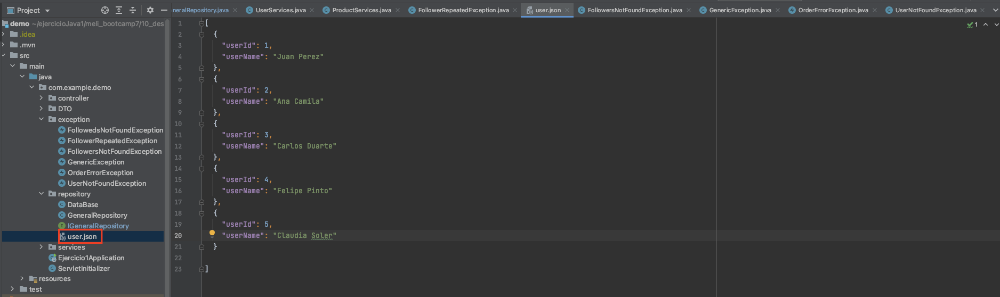 Project
neralRepository.java
UserServices.java
ProductServices.java
FollowerRepeatedException.java
user.json
FollowersNotFoundException.java
GenericException.java
OrderErrorException.java
UserNotFoundException.java
demo ~/ejercicioJava1/meli_bootcamp7/10_des
.idea
.mvn
src
main
java
com.example.demo
controller
DTO
exception
FollowedsNotFoundException
FollowerRepeatedException
FollowersNotFoundException
GenericException
OrderErrorException
UserNotFoundException
repository
DataBase
GeneralRepository
IGeneralRepository
user.json
services
Ejercicio1Application
ServletInitializer
resources
test
1 [
2 {
3 "userId": 1,
4 "userName": "Juan Perez"
5 },
6 {
7 "userId": 2,
8 "userName": "Ana Camila"
9 },
10 {
11 "userId": 3,
12 "userName": "Carlos Duarte"
13 },
14 {
15 "userId": 4,
16 "userName": "Felipe Pinto"
17 },
18 {
19 "userId": 5,
20 "userName": "Claudia Soler"
21 }
22
23 ]
1